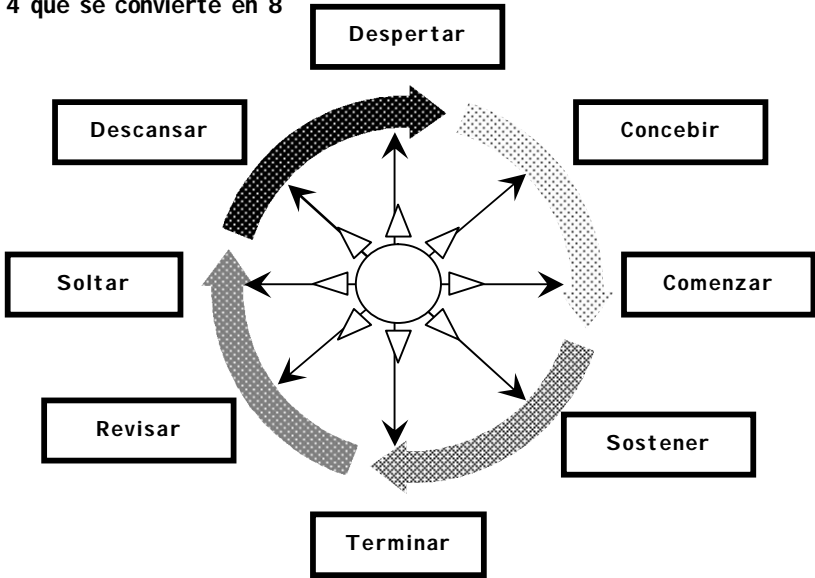 4 que se convierte en 8
Despertar
Descansar
Concebir
Soltar
Comenzar
Revisar
Sostener
Terminar